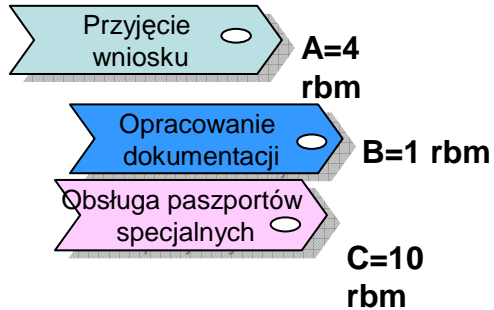 Przyjęcie
wniosku
A=4
rbm
Opracowanie
dokumentacji
B=1 rbm
Obsługa paszportów
specjalnych
C=10
rbm